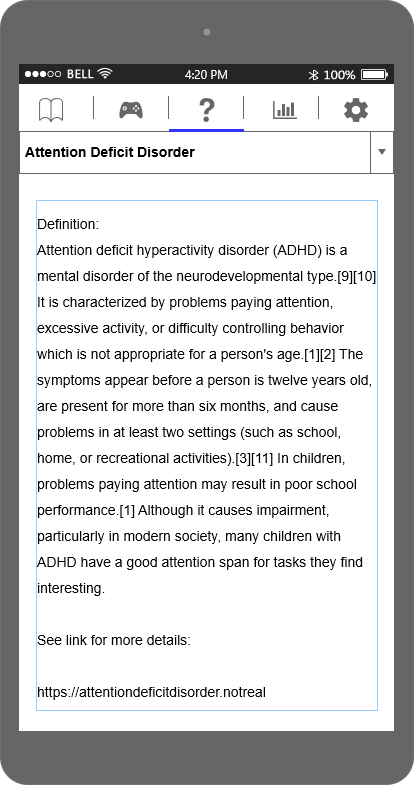 BELL 4:20 PM 100%
?
Attention Deficit Disorder
Definition:
Attention deficit hyperactivity disorder (ADHD) is a
mental disorder of the neurodevelopmental type.[9][10]
It is characterized by problems paying attention,
excessive activity, or difficulty controlling behavior
which is not appropriate for a person's age.[1][2] The
symptoms appear before a person is twelve years old,
are present for more than six months, and cause
problems in at least two settings (such as school,
home, or recreational activities).[3][11] In children,
problems paying attention may result in poor school
performance.[1] Although it causes impairment,
particularly in modern society, many children with
ADHD have a good attention span for tasks they find
interesting.
See link for more details:
https://attentiondeficitdisorder.notreal